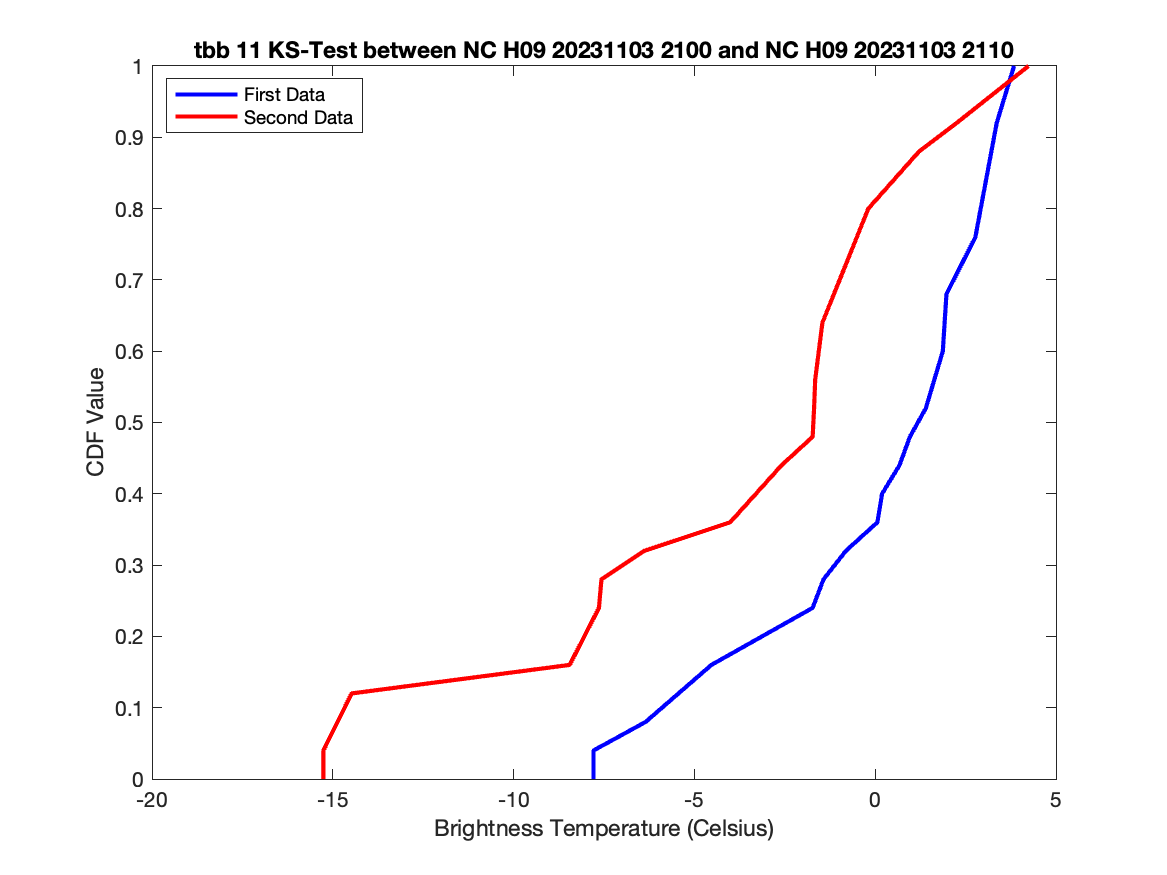 tbb 11 KS-Test between NC H09 20231103 2100 and NC H09 20231103 2110
First Data
Second Data
1
0.9
0.8
0.7
0.6
0.5
0.4
0.3
0.2
0.1
0
CDF Value
-20 -15 -10 -5 0 5
Brightness Temperature (Celsius)